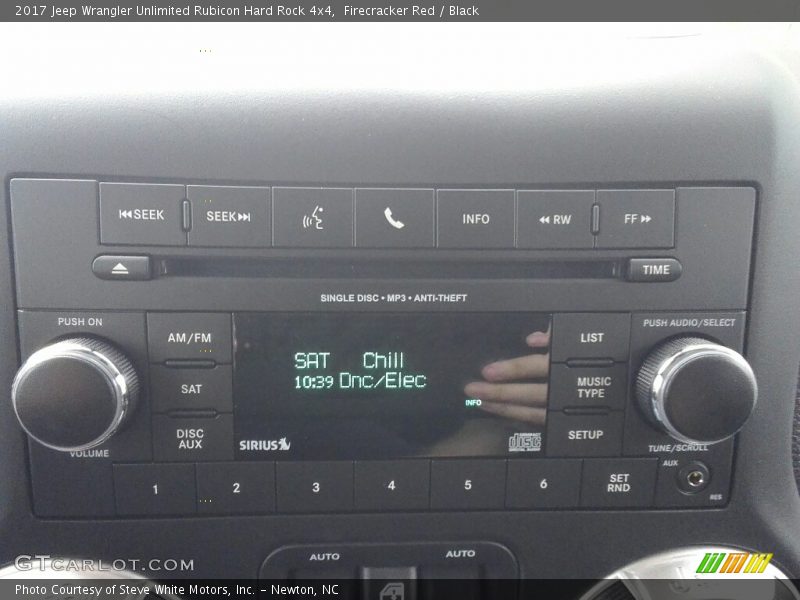 2017 Jeep Wrangler Unlimited Rubicon Hard Rock 4x4,  Firecracker Red / Black
SEEK
SEEK
INFO
RW
FF
TIME
SINGLE DISC • MP3 • ANTI-THEFT
PUSH ON
PUSH AUDIO/SELECT
AM/FM
SAT
DISC
AUX
SAT Chill
10:39 Dnc/Elec
INFO
SIRIUS
disc
LIST
MUSIC
TYPE
SETUP
VOLUME
TUNE/SCROLL
1
2
3
4
5
6
SET
RND
AUX
RES
AUTO
AUTO
GTCARLOT.COM
Photo Courtesy of Steve White Motors, Inc. – Newton, NC